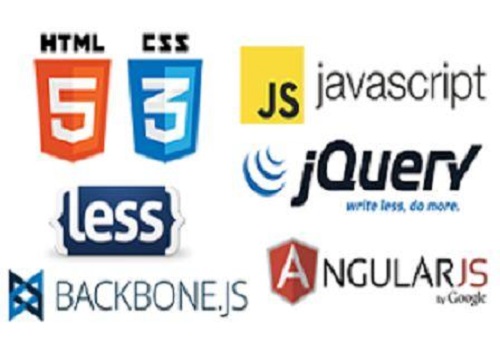 HTML CSS
5 3
JS javascript
jQuery
write less, do more.
{less}
BACKBONE.JS
ANGULARJS
by Google